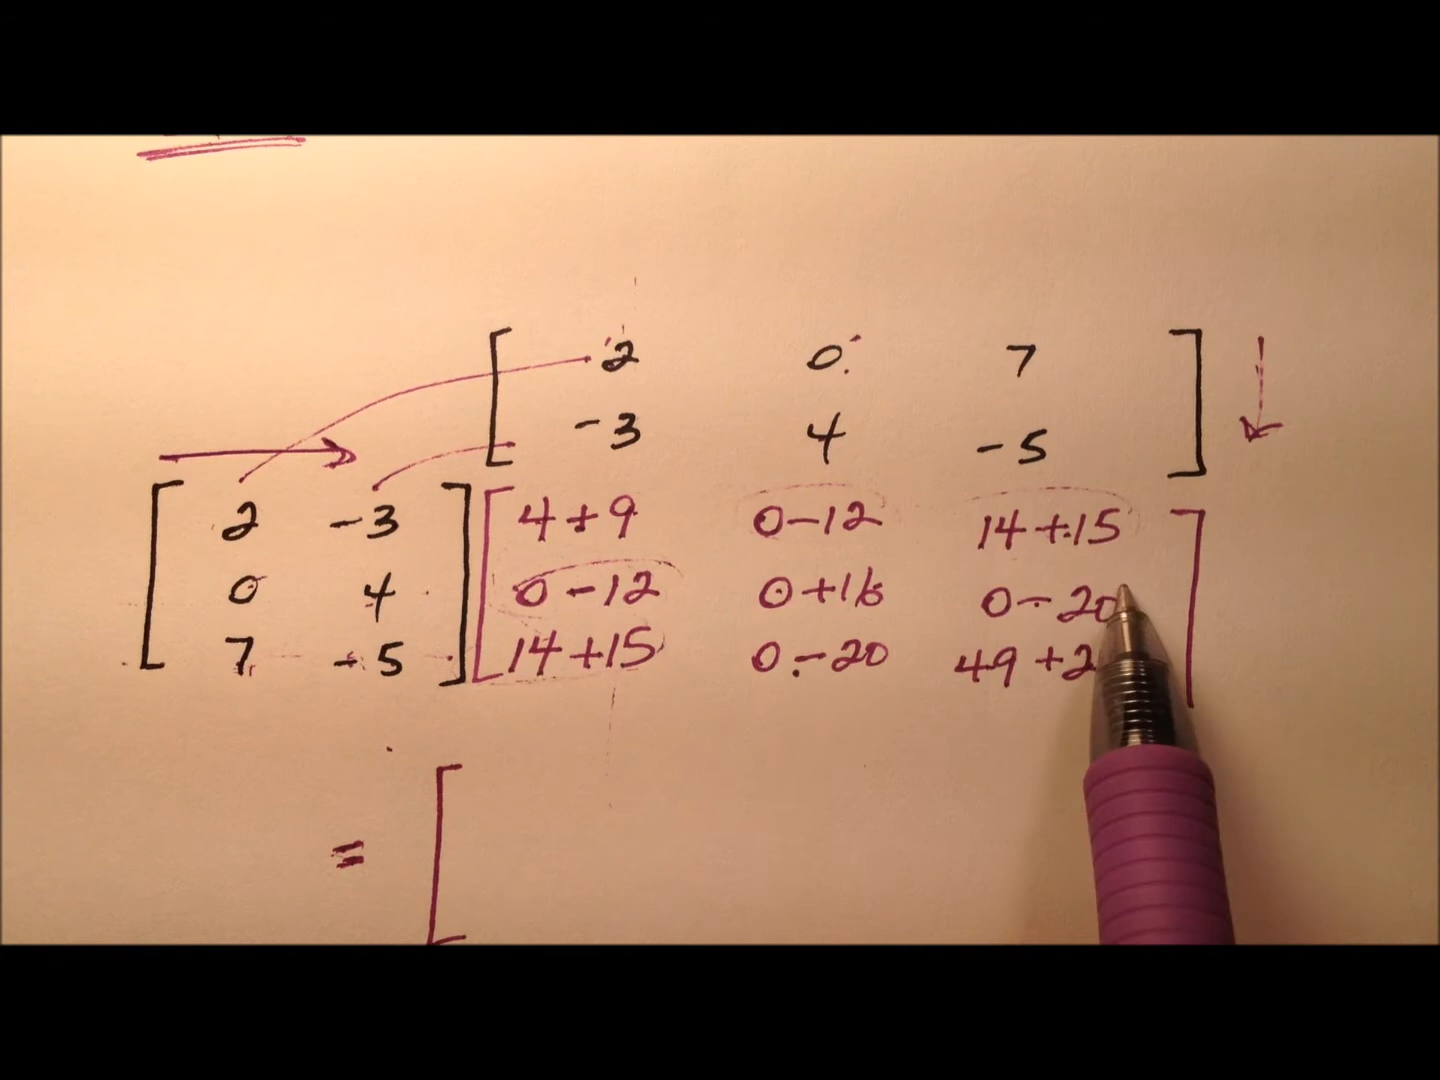 [ 2 0 7 ]
[ -3 4 -5 ]
[ 2 -3 ] [ 4+9 0-12 14+15 ]
[ 0 4 ] [ 0-12 0+16 0-20 ]
[ 7 -5 ] [ 14+15 0-20 49+2 ]
= [